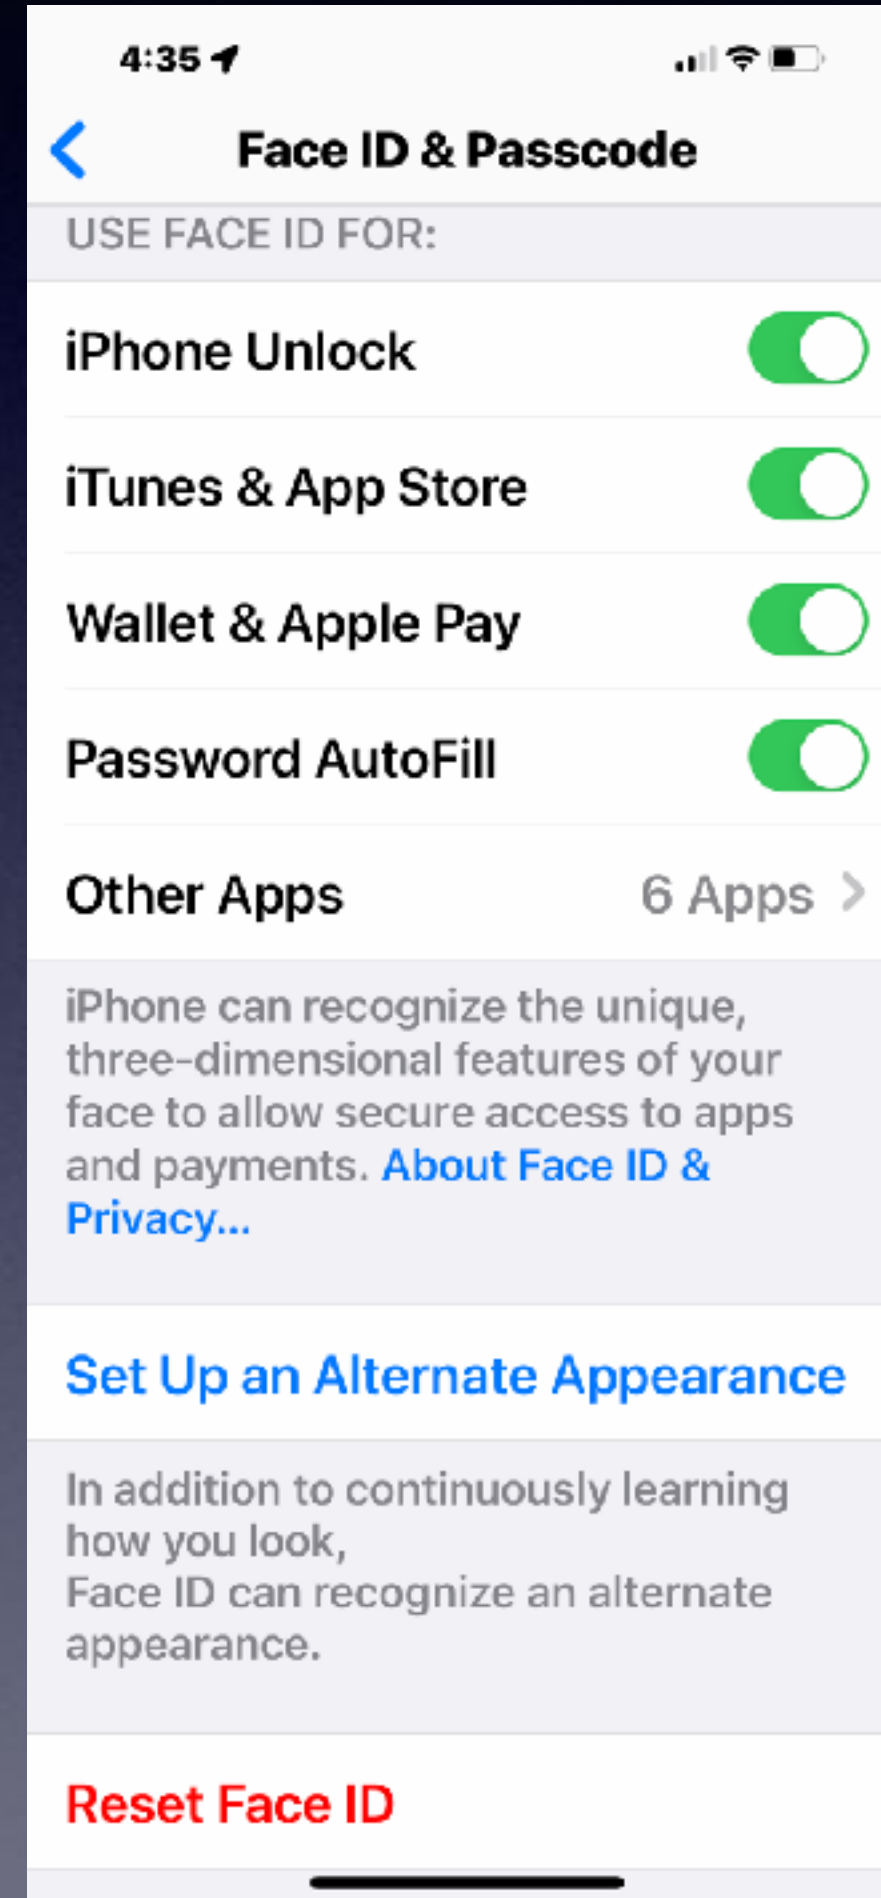 4:35
Face ID & Passcode
USE FACE ID FOR:
iPhone Unlock
iTunes & App Store
Wallet & Apple Pay
Password AutoFill
Other Apps 6 Apps
iPhone can recognize the unique,
three-dimensional features of your
face to allow secure access to apps
and payments. About Face ID &
Privacy...
Set Up an Alternate Appearance
In addition to continuously learning
how you look,
Face ID can recognize an alternate
appearance.
Reset Face ID